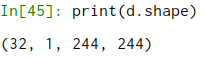 In[45]: print(d.shape)
(32, 1, 244, 244)